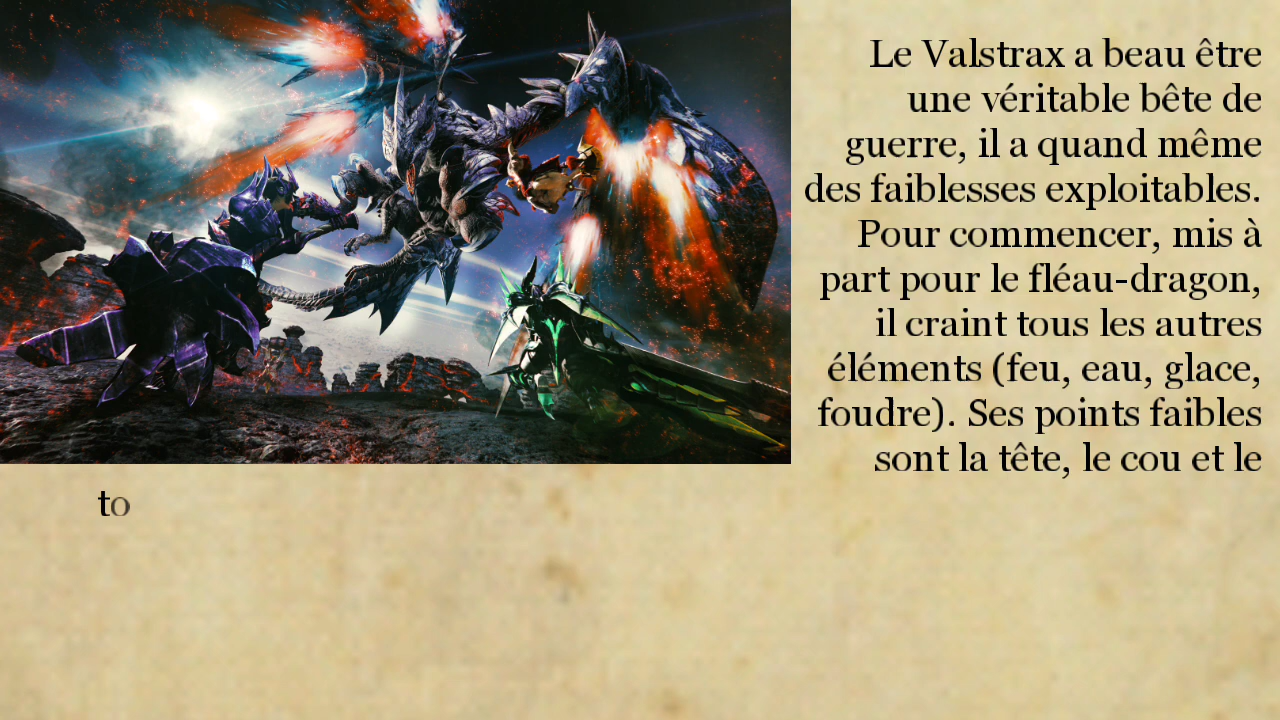 Le Valstrax a beau être
une véritable bête de
guerre, il a quand même
des faiblesses exploitables.
Pour commencer, mis à
part pour le fléau-dragon,
il craint tous les autres
éléments (feu, eau, glace,
foudre). Ses points faibles
sont la tête, le cou et le
to